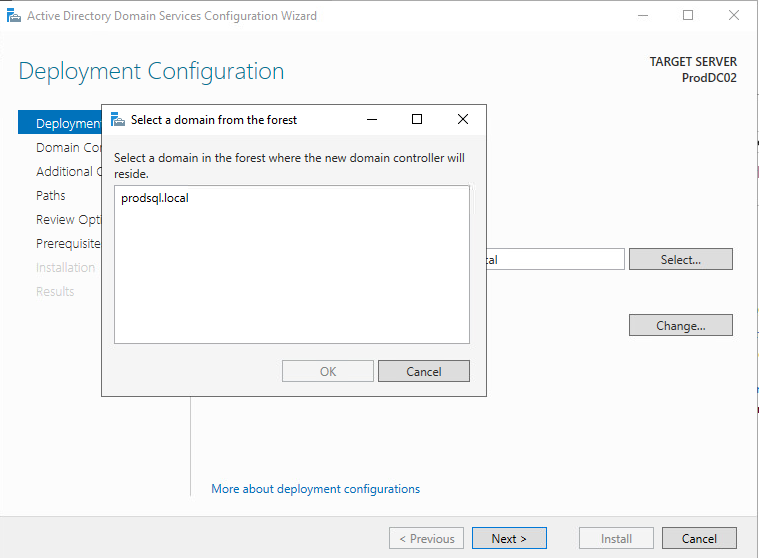 Active Directory Domain Services Configuration Wizard
Deployment Configuration
TARGET SERVER
ProdDC02
Select a domain from the forest
Select a domain in the forest where the new domain controller will
reside.
prodsql.local
OK
Cancel
Paths
Review Opti
Prerequisite
Installation
Results
Deployment
Domain Co
Additional
Select...
Change...
More about deployment configurations
< Previous
Next >
Install
Cancel